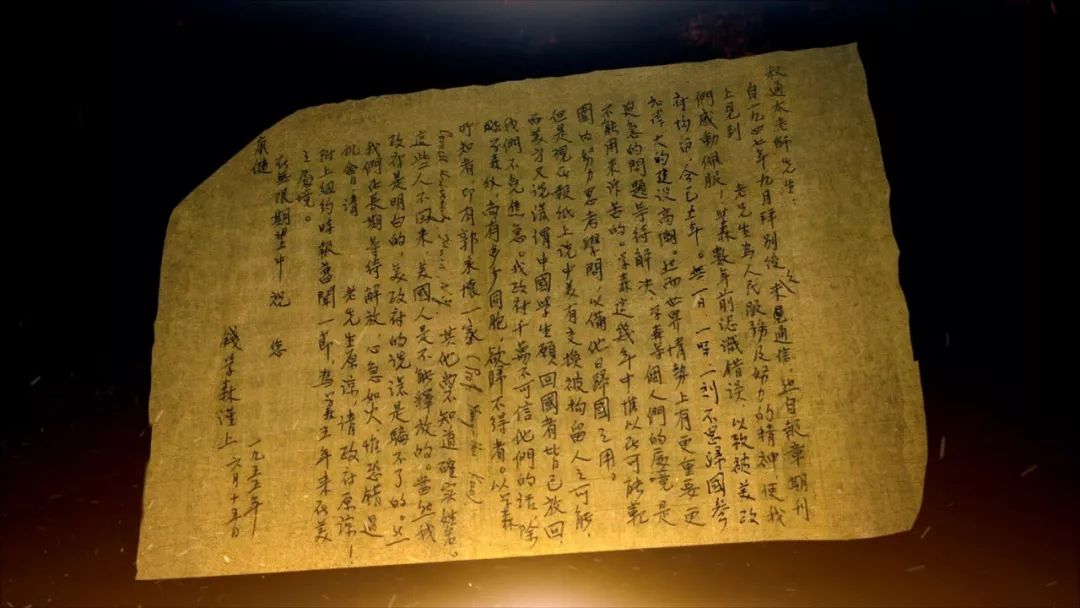 叔通太老師先生：
自一九四七年九月拜別後久未通信，然自報章期刊
上見到 老先生為人民服務及努力的精神，使我
們感動佩服，學森數年前認識錯誤，以致被美政
府拘留，今已五年。無一日，一時，一刻不思歸國參
加偉大的建設高潮。然而世界情勢上有更重要更
迫急的問題等待解決，學森等個人們的處境是
不能用來訴苦的。學森這幾年中惟以在可能範
圍內努力思考學問，以備他日歸國之用。
但是現在報紙上說中美有交換被拘留人之可能，
而美方又說謊謂中國學生願回國者皆已放回，
我們不免焦急。我政府千萬不可信他們的話，除
學森外，尚有多少同胞，欲歸不得者。以學森
所知者，即有郭永懷一家 (Prof. Yung-huai Kuo,
其他尚不知道確實姓名。
這些人不回來，美國人是不能釋放的。當然我
政府是明白的，美政府的說謊是騙不了的。然
我們在長期等待解放，心急如火，惟恐錯過
機會，請 老先生原諒，請政府原諒！
附上紐約時報舊聞一節，為學森五年來在美
之處境。
在無限期望中祝 您
康健
錢學森謹上
一九五五年
六月十五日